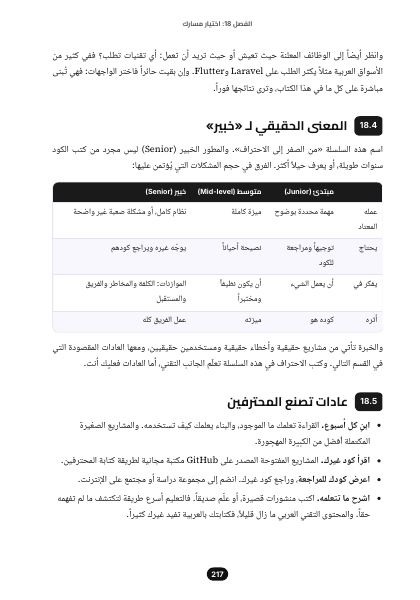 الفصل 18: اختيار مسارك
وانظر أيضاً إلى الوظائف المعلنة حيث تعيش أو حيث تريد أن تعمل: أي تقنيات تطلب؟ ففي كثير من
الأسواق العربية مثلاً يكثر الطلب على Laravel وFlutter. وإن بقيت حائراً فاختر الواجهات: فهي تُبنى
مباشرة على كل ما في هذا الكتاب، وترى نتائجها فوراً.
18.4 المعنى الحقيقي لـ «خبير»
اسم هذه السلسلة «من الصفر إلى الاحتراف». والمطور الخبير (Senior) ليس مجرد من كتب الكود
سنوات طويلة، أو يعرف حيلاً أكثر. الفرق في حجم المشكلات التي يُؤتمن عليها:
مبتدئ (Junior) متوسط (Mid-level) خبير (Senior)
عمله مهمة محددة بوضوح ميزة كاملة نظام كامل، أو مشكلة صعبة غير واضحة
المعتاد
يحتاج توجيهاً ومراجعة نصيحة أحياناً يوجّه غيره ويراجع كودهم
للكود
يفكر في أن يعمل الشيء أن يكون نظيفاً الموازنات: الكلفة والمخاطر والفريق
ومختبراً والمستقبل
أثره كوده هو ميزته عمل الفريق كله
والخبرة تأتي من مشاريع حقيقية وأخطاء حقيقية ومستخدمين حقيقيين، ومعها العادات المقصودة التي
في القسم التالي. وكتب الاحتراف في هذه السلسلة تعلّم الجانب التقني، أما العادات فعليك أنت.
18.5 عادات تصنع المحترفين
• ابنِ كل أسبوع. القراءة تعلمك ما الموجود، والبناء يعلمك كيف تستخدمه. والمشاريع الصغيرة
المكتملة أفضل من الكبيرة المهجورة.
• اقرأ كود غيرك. المشاريع المفتوحة المصدر على GitHub مكتبة مجانية لطريقة كتابة المحترفين.
• اعرض كودك للمراجعة، وراجع كود غيرك. انضم إلى مجموعة دراسة أو مجتمع على الإنترنت.
• اشرح ما تتعلمه. اكتب منشورات قصيرة، أو علّم صديقاً. فالتعليم أسرع طريقة لتكتشف ما لم تفهمه
حقاً. والمحتوى التقني العربي ما زال قليلاً، فكتابتك بالعربية تفيد غيرك كثيراً.
217